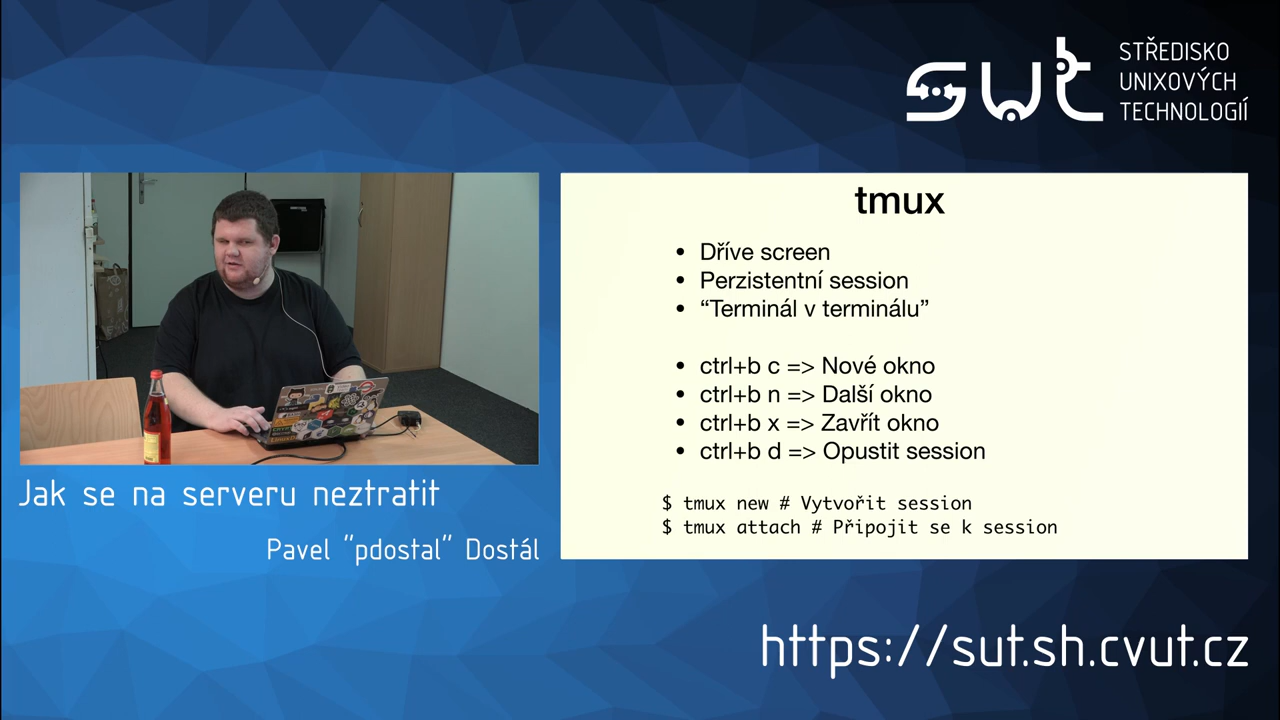 sut
STŘEDISKO
UNIXOVÝCH
TECHNOLOGIÍ
tmux
• Dříve screen
• Perzistentní session
• “Terminál v terminálu”
• ctrl+b c => Nové okno
• ctrl+b n => Další okno
• ctrl+b x => Zavřít okno
• ctrl+b d => Opustit session
$ tmux new # Vytvořit session
$ tmux attach # Připojit se k session
Jak se na serveru neztratit
Pavel “pdostal” Dostál
https://sut.sh.cvut.cz